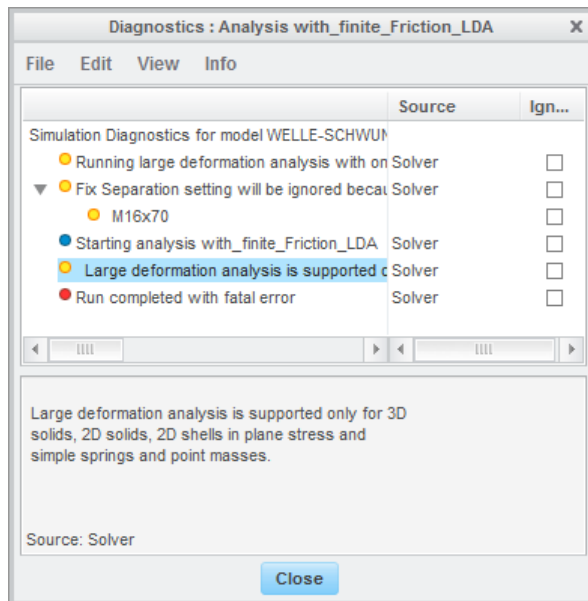 Diagnostics : Analysis with_finite_Friction_LDA X
File Edit View Info
Source Ign...
Simulation Diagnostics for model WELLE-SCHWUN
Running large deformation analysis with on Solver
Fix Separation setting will be ignored becau Solver
M16x70
Starting analysis with_finite_Friction_LDA Solver
Large deformation analysis is supported o Solver
Run completed with fatal error Solver
Large deformation analysis is supported only for 3D
solids, 2D solids, 2D shells in plane stress and
simple springs and point masses.
Source: Solver
Close